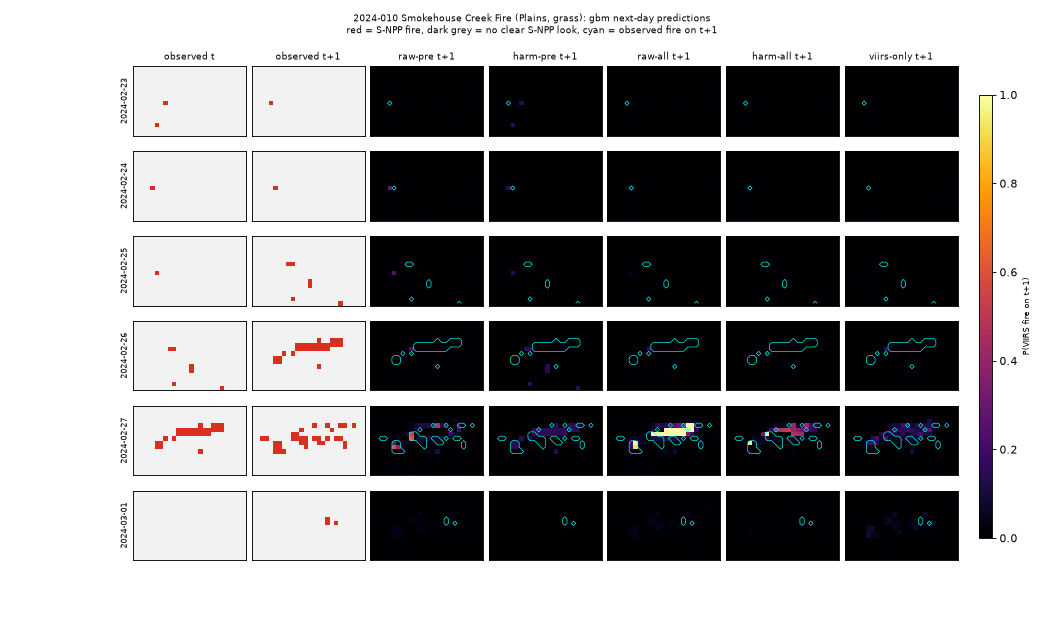 2024-010 Smokehouse Creek Fire (Plains, grass): gbm next-day predictions
red = S-NPP fire, dark grey = no clear S-NPP look, cyan = observed fire on t+1
observed t
observed t+1
raw-pre t+1
harm-pre t+1
raw-all t+1
harm-all t+1
viirs-only t+1
2024-02-23
2024-02-24
2024-02-25
2024-02-26
2024-02-27
2024-03-01
1.0
0.8
0.6
0.4
0.2
0.0
P(VIIRS fire on t+1)